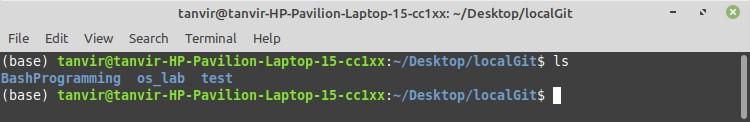 tanvir@tanvir-HP-Pavilion-Laptop-15-cc1xx: ~/Desktop/localGit
File Edit View Search Terminal Help
(base) tanvir@tanvir-HP-Pavilion-Laptop-15-cc1xx:~/Desktop/localGit$ ls
BashProgramming os_lab test
(base) tanvir@tanvir-HP-Pavilion-Laptop-15-cc1xx:~/Desktop/localGit$